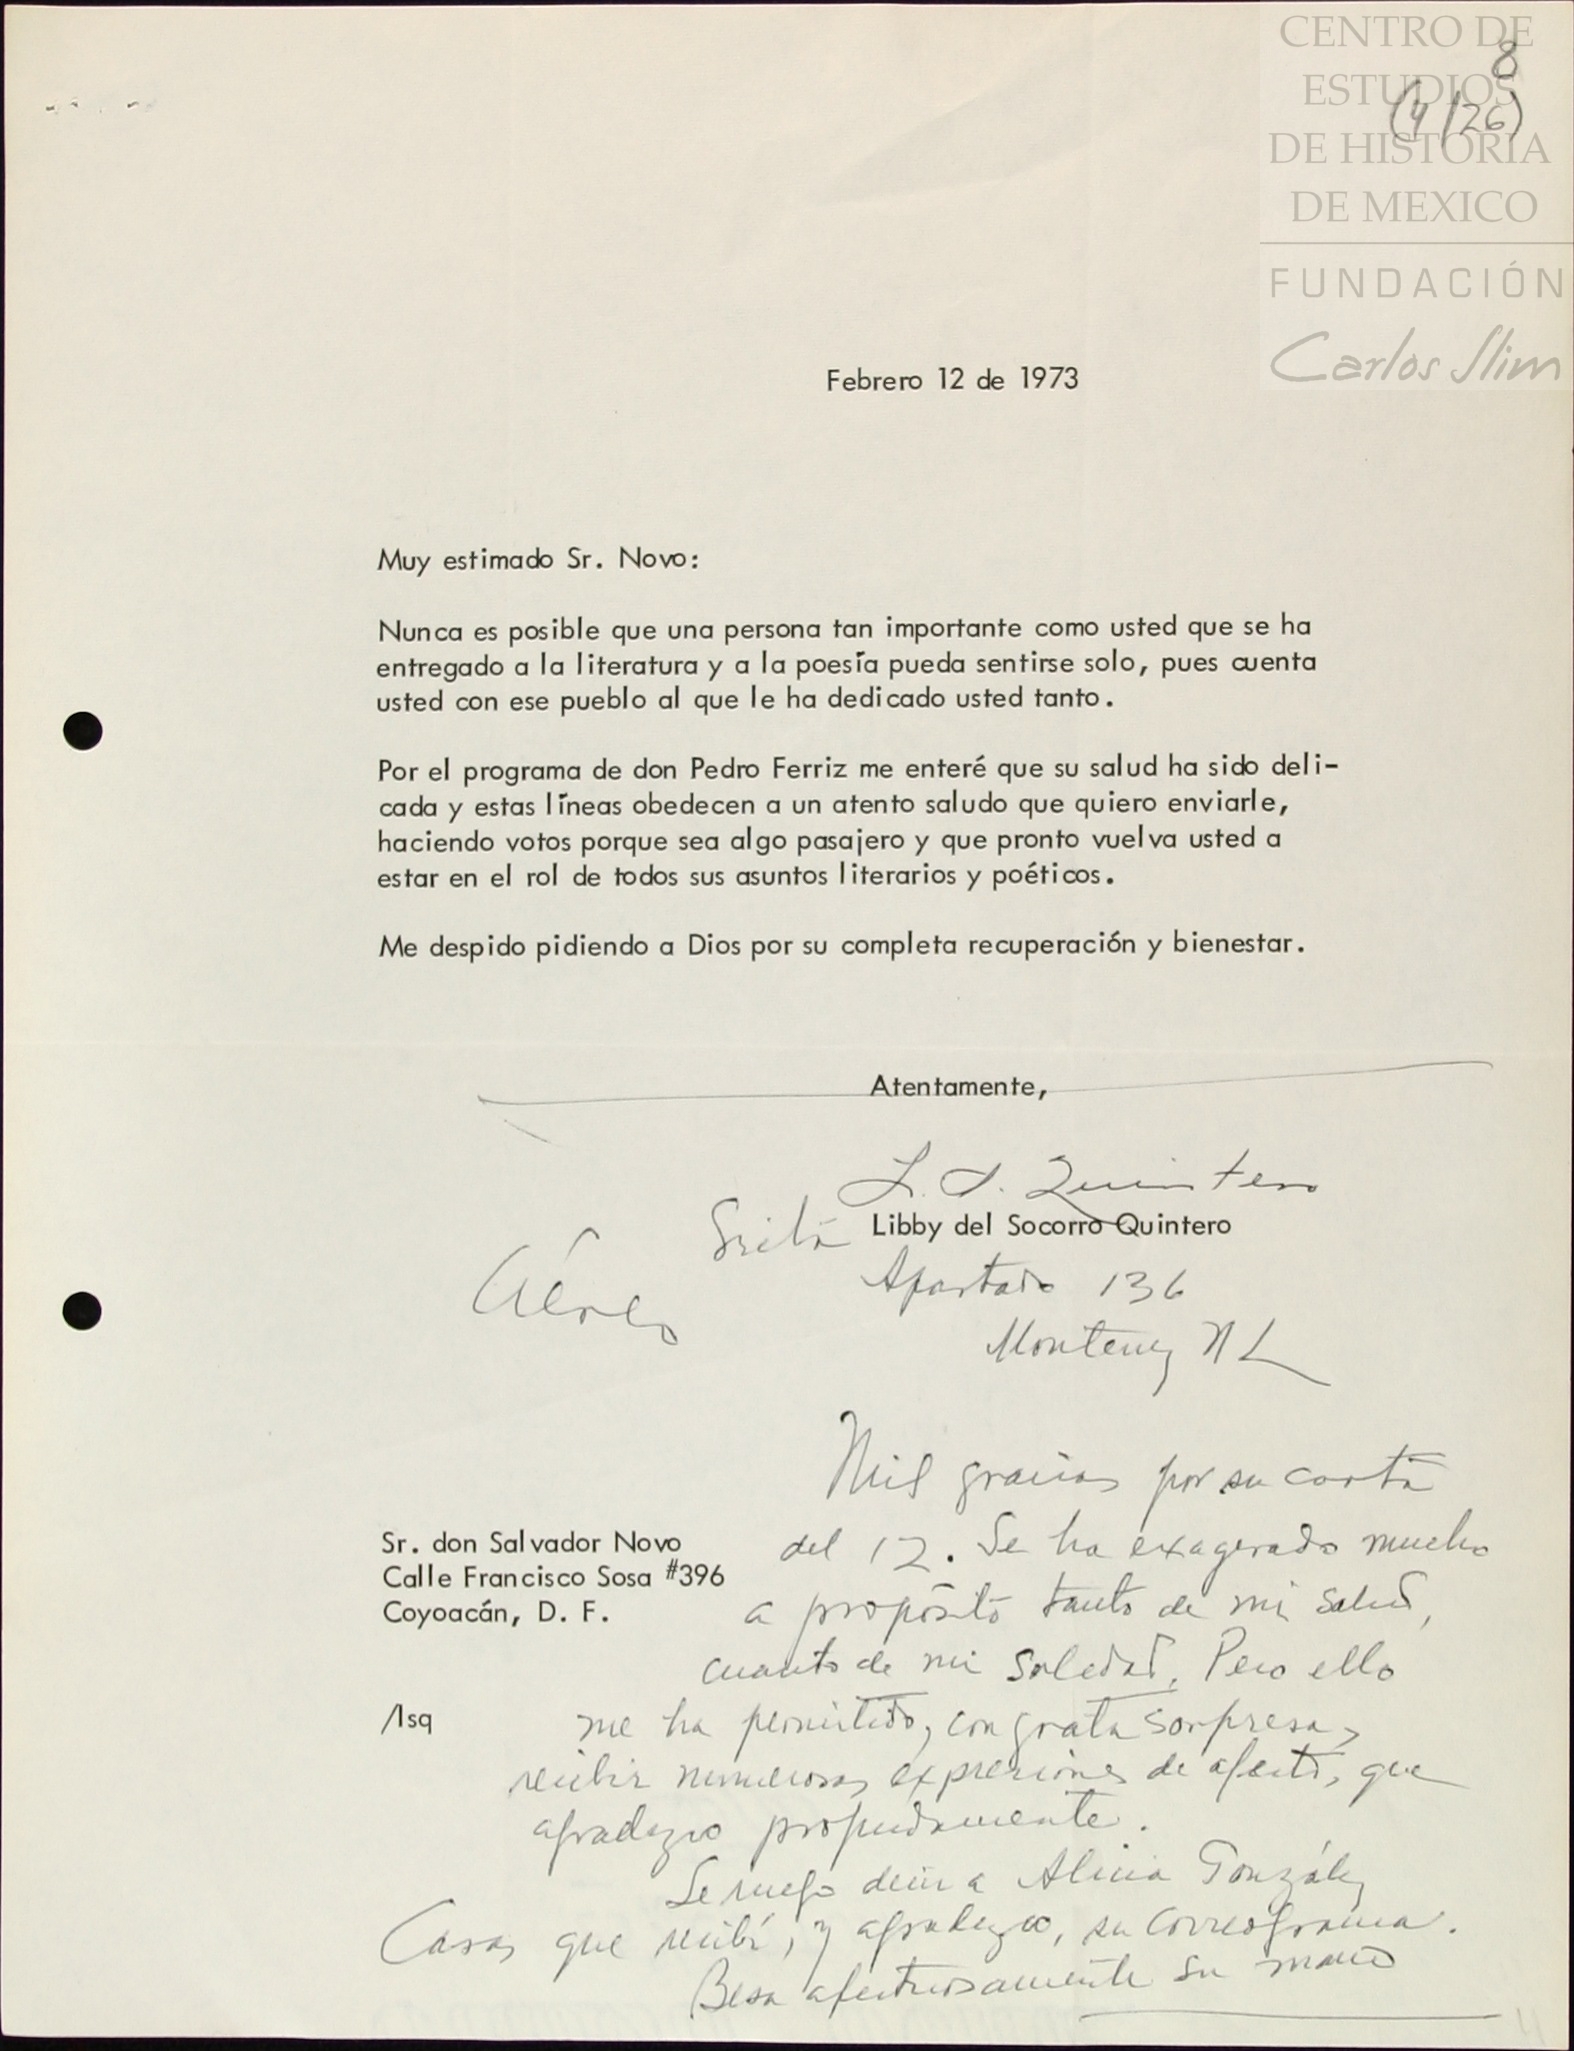 CENTRO DE
ESTUDIOS
DE HISTORIA
DE MEXICO
FUNDACIÓN
Carlos Slim
8
(4/26)
Febrero 12 de 1973
Muy estimado Sr. Novo:
Nunca es posible que una persona tan importante como usted que se ha
entregado a la literatura y a la poesía pueda sentirse solo, pues cuenta
usted con ese pueblo al que le ha dedicado usted tanto.
Por el programa de don Pedro Ferriz me enteré que su salud ha sido deli-
cada y estas líneas obedecen a un atento saludo que quiero enviarle,
haciendo votos porque sea algo pasajero y que pronto vuelva usted a
estar en el rol de todos sus asuntos literarios y poéticos.
Me despido pidiendo a Dios por su completa recuperación y bienestar.
Atentamente,
L. S. Quintero
Srita Libby del Socorro Quintero
Aéreo
Apartado 136
Monterrey N L
Mil gracias por su carta
del 12. Se ha exagerado mucho
a propósito tanto de mi salud,
cuanto de mi soledad. Pero ello
me ha permitido, con grata sorpresa,
recibir numerosas expresiones de afecto, que
agradezco profundamente.
Le ruego decir a Alicia González
Casas que recibí, y agradezco, su correograma.
Besa afectuosamente su mano
Sr. don Salvador Novo
Calle Francisco Sosa #396
Coyoacán, D. F.
/lsq